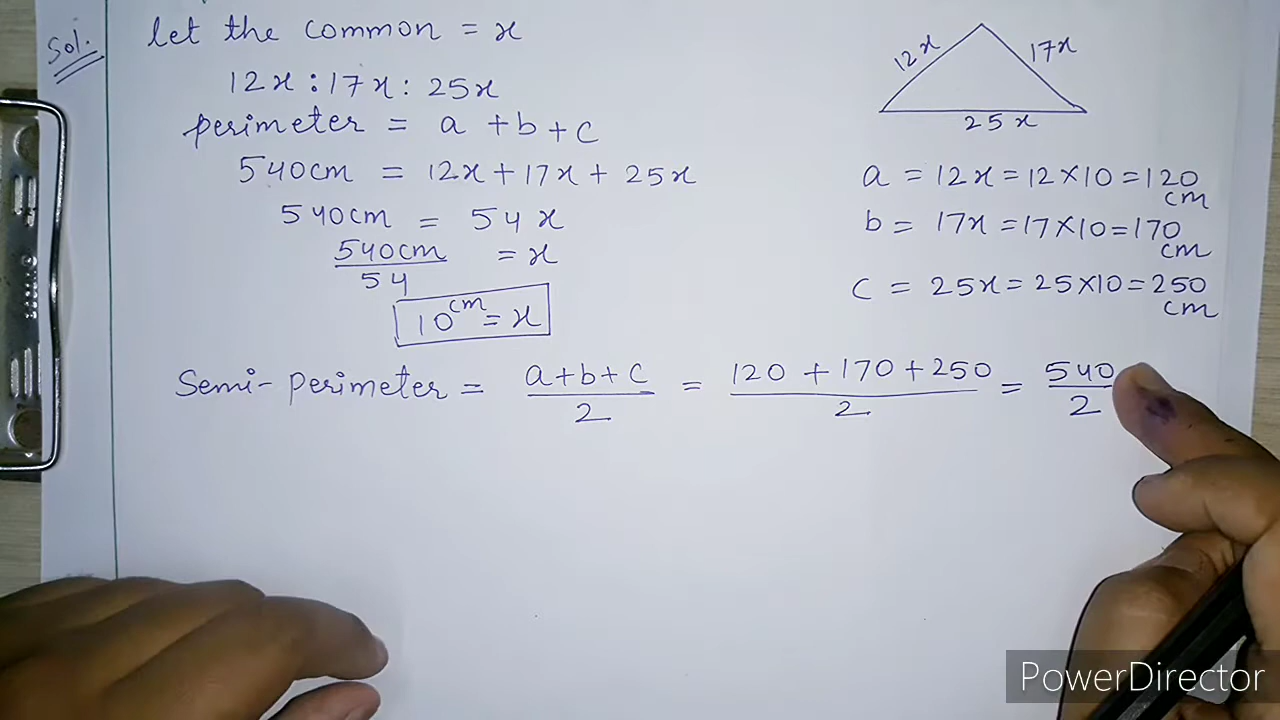 Sol.
let the common = x
12x : 17x : 25x
perimeter = a + b + c
540cm = 12x + 17x + 25x
540cm = 54x
540cm/54 = x
10cm = x
12x
17x
25x
a = 12x = 12×10 = 120 cm
b = 17x = 17×10 = 170 cm
c = 25x = 25×10 = 250 cm
Semi-perimeter = a+b+c/2 = 120 + 170 + 250/2 = 540/2
PowerDirector